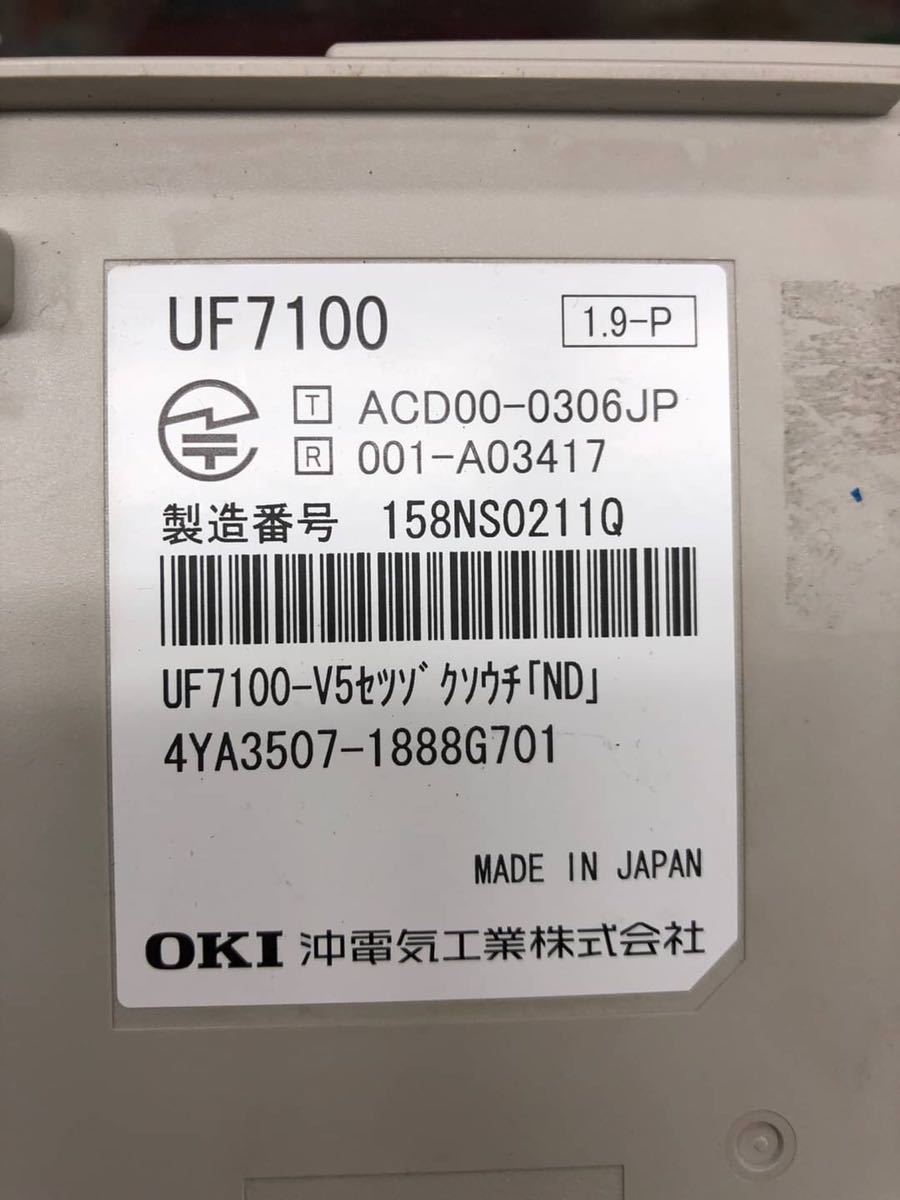 UF7100
1.9-P
T ACD00-0306JP
R 001-A03417
製造番号 158NS0211Q
UF7100-V5ｾﾂｿﾞｸｿｳﾁ｢ND｣
4YA3507-1888G701
MADE IN JAPAN
OKI 沖電気工業株式会社